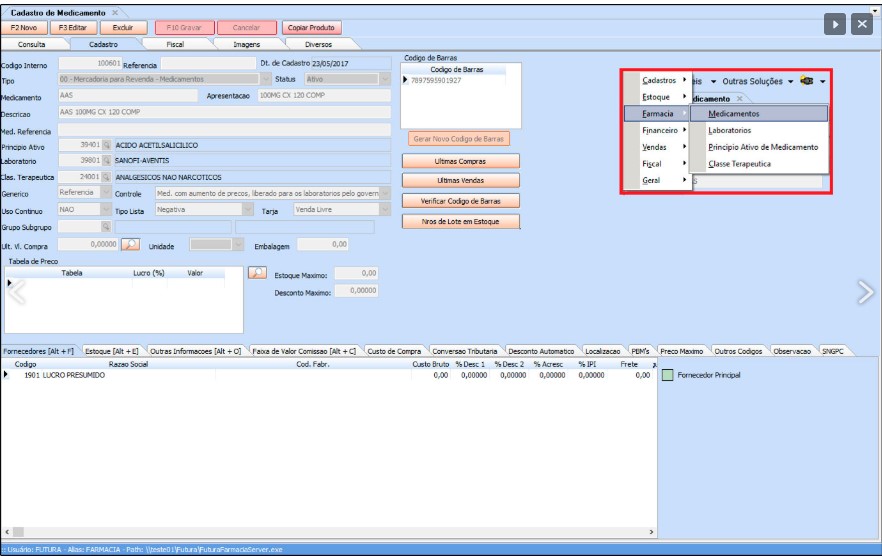 Cadastro de Medicamento
F2 Novo F3 Editar Excluir F10 Gravar Cancelar Copiar Produto
Consulta Cadastro Fiscal Imagens Diversos
Codigo Interno 100601 Referencia Dt. de Cadastro 23/05/2017
Tipo 00 - Mercadoria para Revenda - Medicamentos Status Ativo
Medicamento AAS Apresentacao 100MG CX 120 COMP
Descricao AAS 100MG CX 120 COMP
Med. Referencia
Principio Ativo 39401 ACIDO ACETILSALICILICO
Laboratorio 39801 SANOFI-AVENTIS
Clas. Terapeutica 24001 ANALGESICOS NAO NARCOTICOS
Generico Referencia Controle Med. com aumento de precos, liberado para os laboratorios pelo govern
Uso Continuo NAO Tipo Lista Negativa Tarja Venda Livre
Grupo Subgrupo
Ult. Vl. Compra 0,00000 Unidade Embalagem 0,00
Tabela de Preco
Tabela Lucro (%) Valor
Estoque Maximo: 0,00
Desconto Maximo: 0,00000
Codigo de Barras
Codigo de Barras
7897595901927
Gerar Novo Codigo de Barras
Ultimas Compras
Ultimas Vendas
Verificar Codigo de Barras
Nros de Lote em Estoque
Cadastros
Estoque
Farmacia
Financeiro
Vendas
Fiscal
Geral
Outras Soluções
Medicamentos
Laboratorios
Principio Ativo de Medicamento
Classe Terapeutica
Fornecedores [Alt + F] Estoque [Alt + E] Outras Informacoes [Alt + O] Faixa de Valor Comissao [Alt + C] Custo de Compra Conversao Tributaria Desconto Automatico Localizacao PBM's Preco Maximo Outros Codigos Observacao SNGPC
Codigo Razao Social Cod. Fabr. Custo Bruto % Desc 1 % Desc 2 % Acresc % IPI Frete
1901 LUCRO PRESUMIDO 0,00 0,00000 0,00000 0,00000 0,00000 0,00
Fornecedor Principal
:: Usuário: FUTURA - Alias: FARMACIA - Path: \\teste01\Futura\FuturaFarmaciaServer.exe